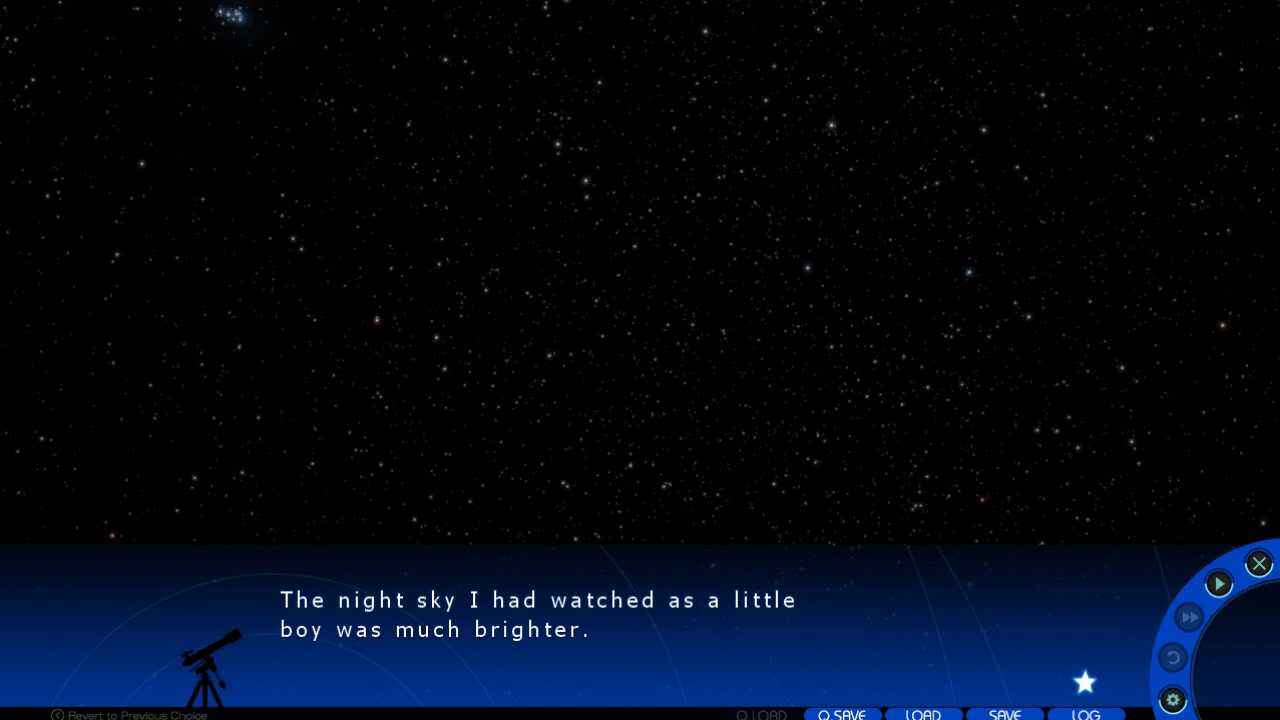 The night sky I had watched as a little
boy was much brighter.
Revert to Previous Choice
Q.LOAD
Q.SAVE
LOAD
SAVE
LOG